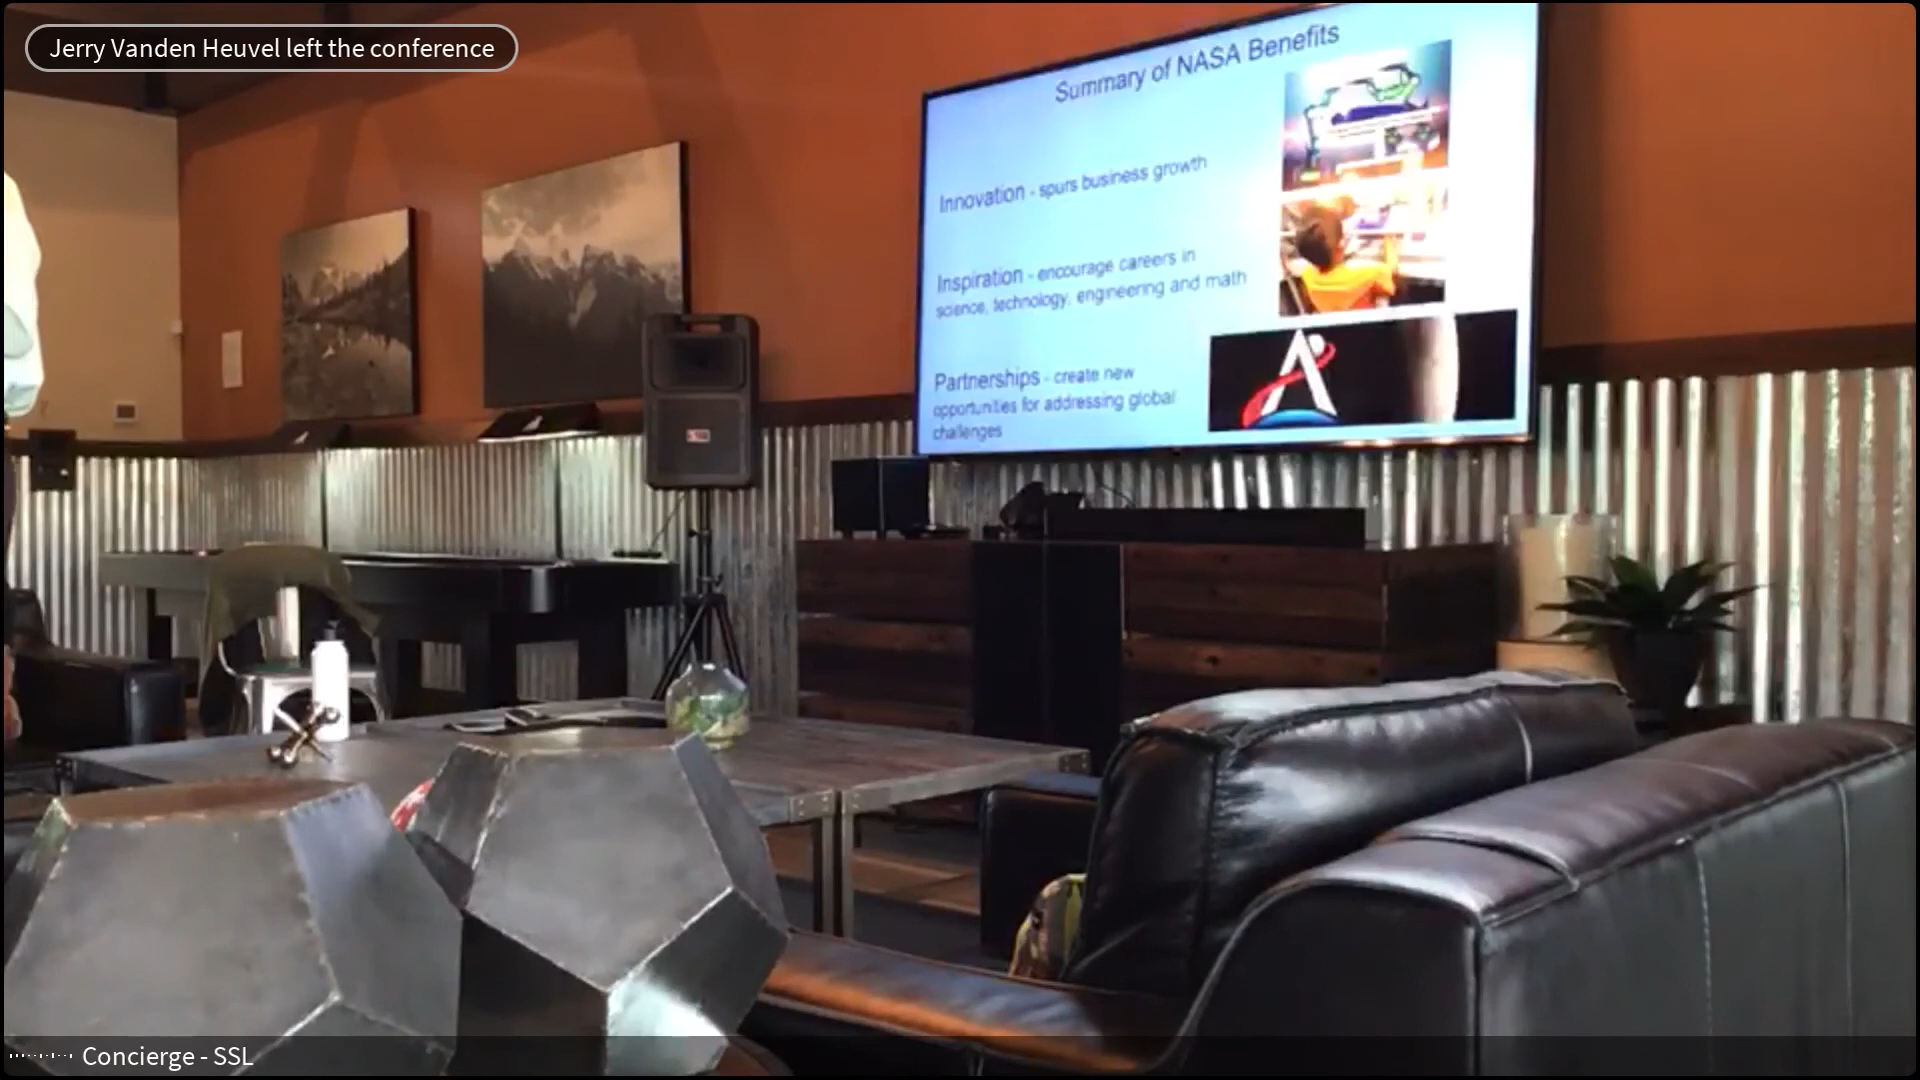 Jerry Vanden Heuvel left the conference
Summary of NASA Benefits
Innovation - spurs business growth
Inspiration - encourage careers in
science, technology, engineering and math
Partnerships - create new
opportunities for addressing global
challenges
Concierge - SSL